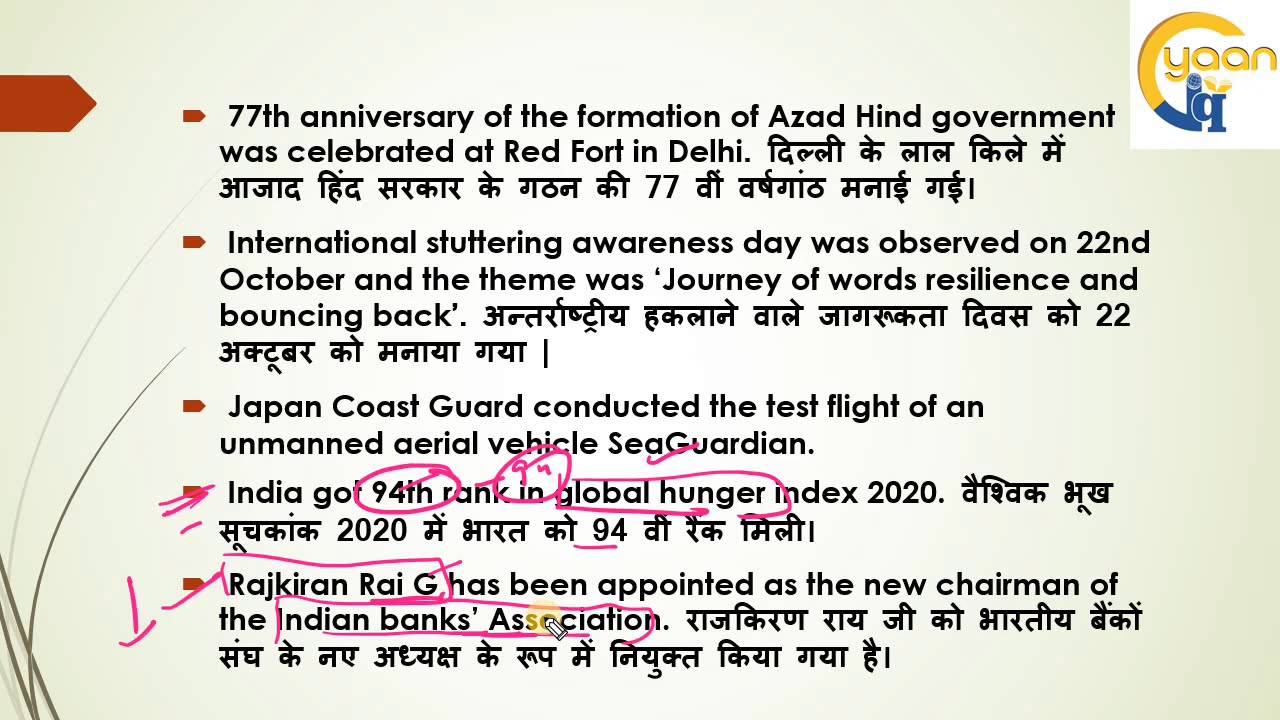 yaan
iq
77th anniversary of the formation of Azad Hind government
was celebrated at Red Fort in Delhi. दिल्ली के लाल किले में
आजाद हिंद सरकार के गठन की 77 वीं वर्षगांठ मनाई गई।
International stuttering awareness day was observed on 22nd
October and the theme was ‘Journey of words resilience and
bouncing back’. अन्तर्राष्ट्रीय हकलाने वाले जागरूकता दिवस को 22
अक्टूबर को मनाया गया |
Japan Coast Guard conducted the test flight of an
unmanned aerial vehicle SeaGuardian.
94
India got 94th rank in global hunger index 2020. वैश्विक भूख
सूचकांक 2020 में भारत को 94 वीं रैंक मिली।
Rajkiran Rai G has been appointed as the new chairman of
the Indian banks’ Association. राजकिरण राय जी को भारतीय बैंकों
संघ के नए अध्यक्ष के रूप में नियुक्त किया गया है।